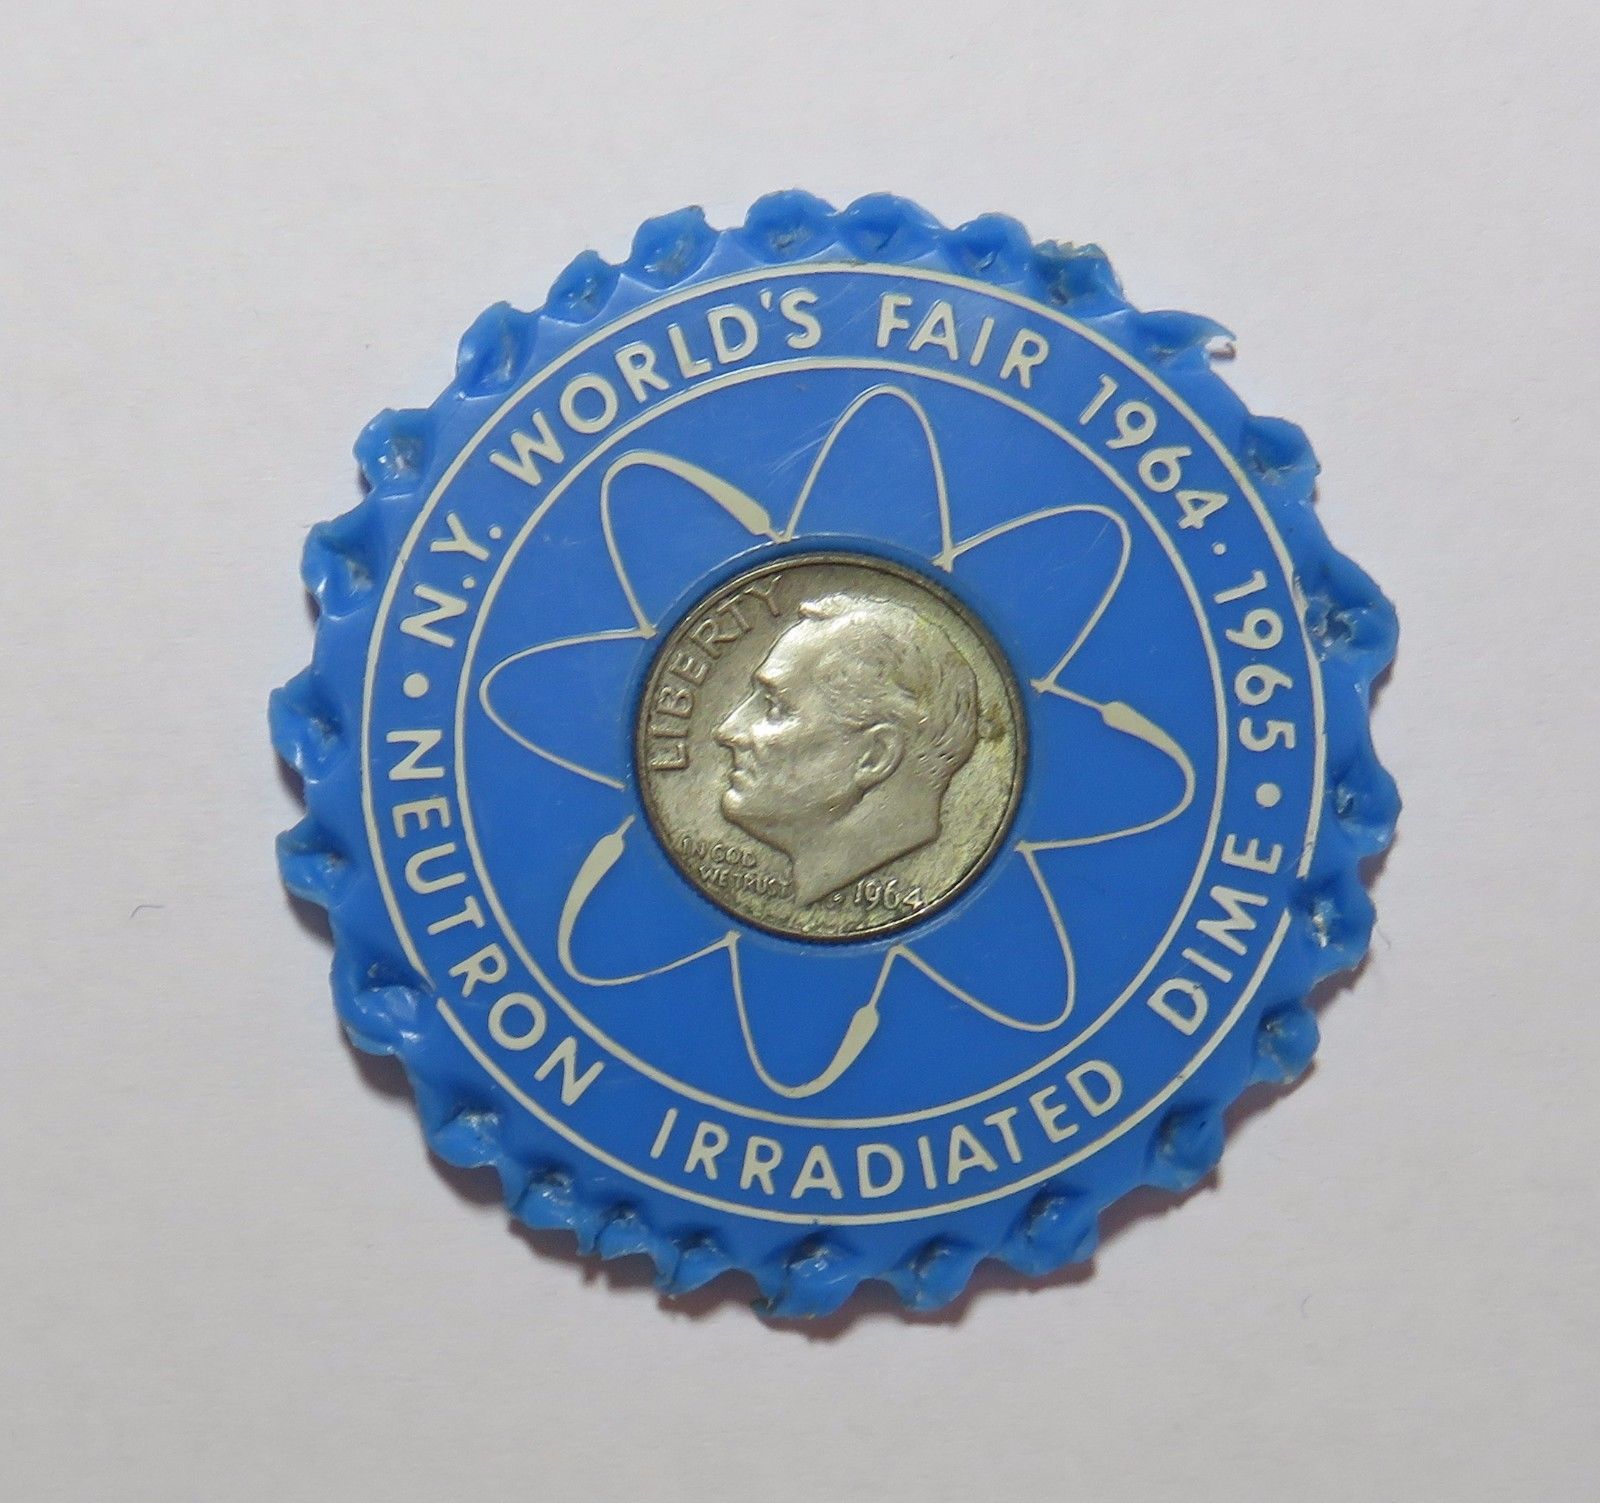 • N.Y. WORLD'S FAIR 1964 · 1965 •
NEUTRON IRRADIATED DIME
LIBERTY
IN GOD
WE TRUST
1964